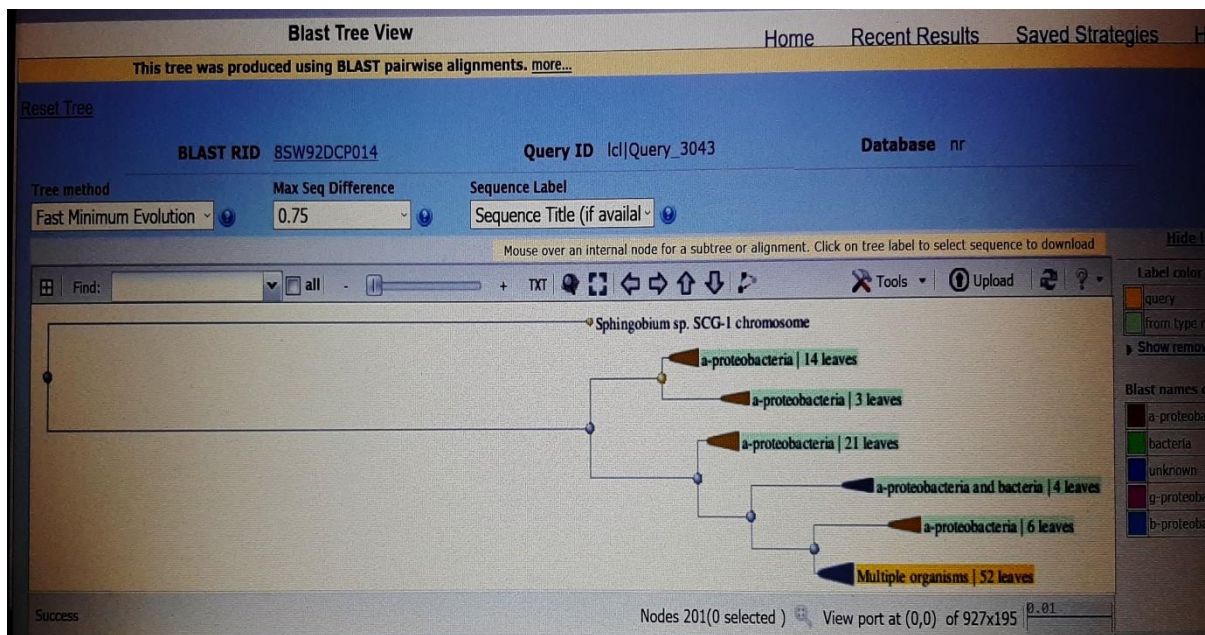 Blast Tree View
Home Recent Results Saved Strategies H
This tree was produced using BLAST pairwise alignments. more...
Reset Tree
BLAST RID 8SW92DCP014 Query ID lcl|Query_3043 Database nr
Tree method Max Seq Difference Sequence Label
Fast Minimum Evolution 0.75 Sequence Title (if availal
Mouse over an internal node for a subtree or alignment. Click on tree label to select sequence to download
Hide l
Find: all - + TXT Tools Upload ?
Label color
query
from type
Show remov
Blast names
a-proteoba
bacteria
unknown
g-proteoba
b-proteoba
Sphingobium sp. SCG-1 chromosome
a-proteobacteria | 14 leaves
a-proteobacteria | 3 leaves
a-proteobacteria | 21 leaves
a-proteobacteria and bacteria | 4 leaves
a-proteobacteria | 6 leaves
Multiple organisms | 52 leaves
Success Nodes 201(0 selected ) View port at (0,0) of 927x195 0.01